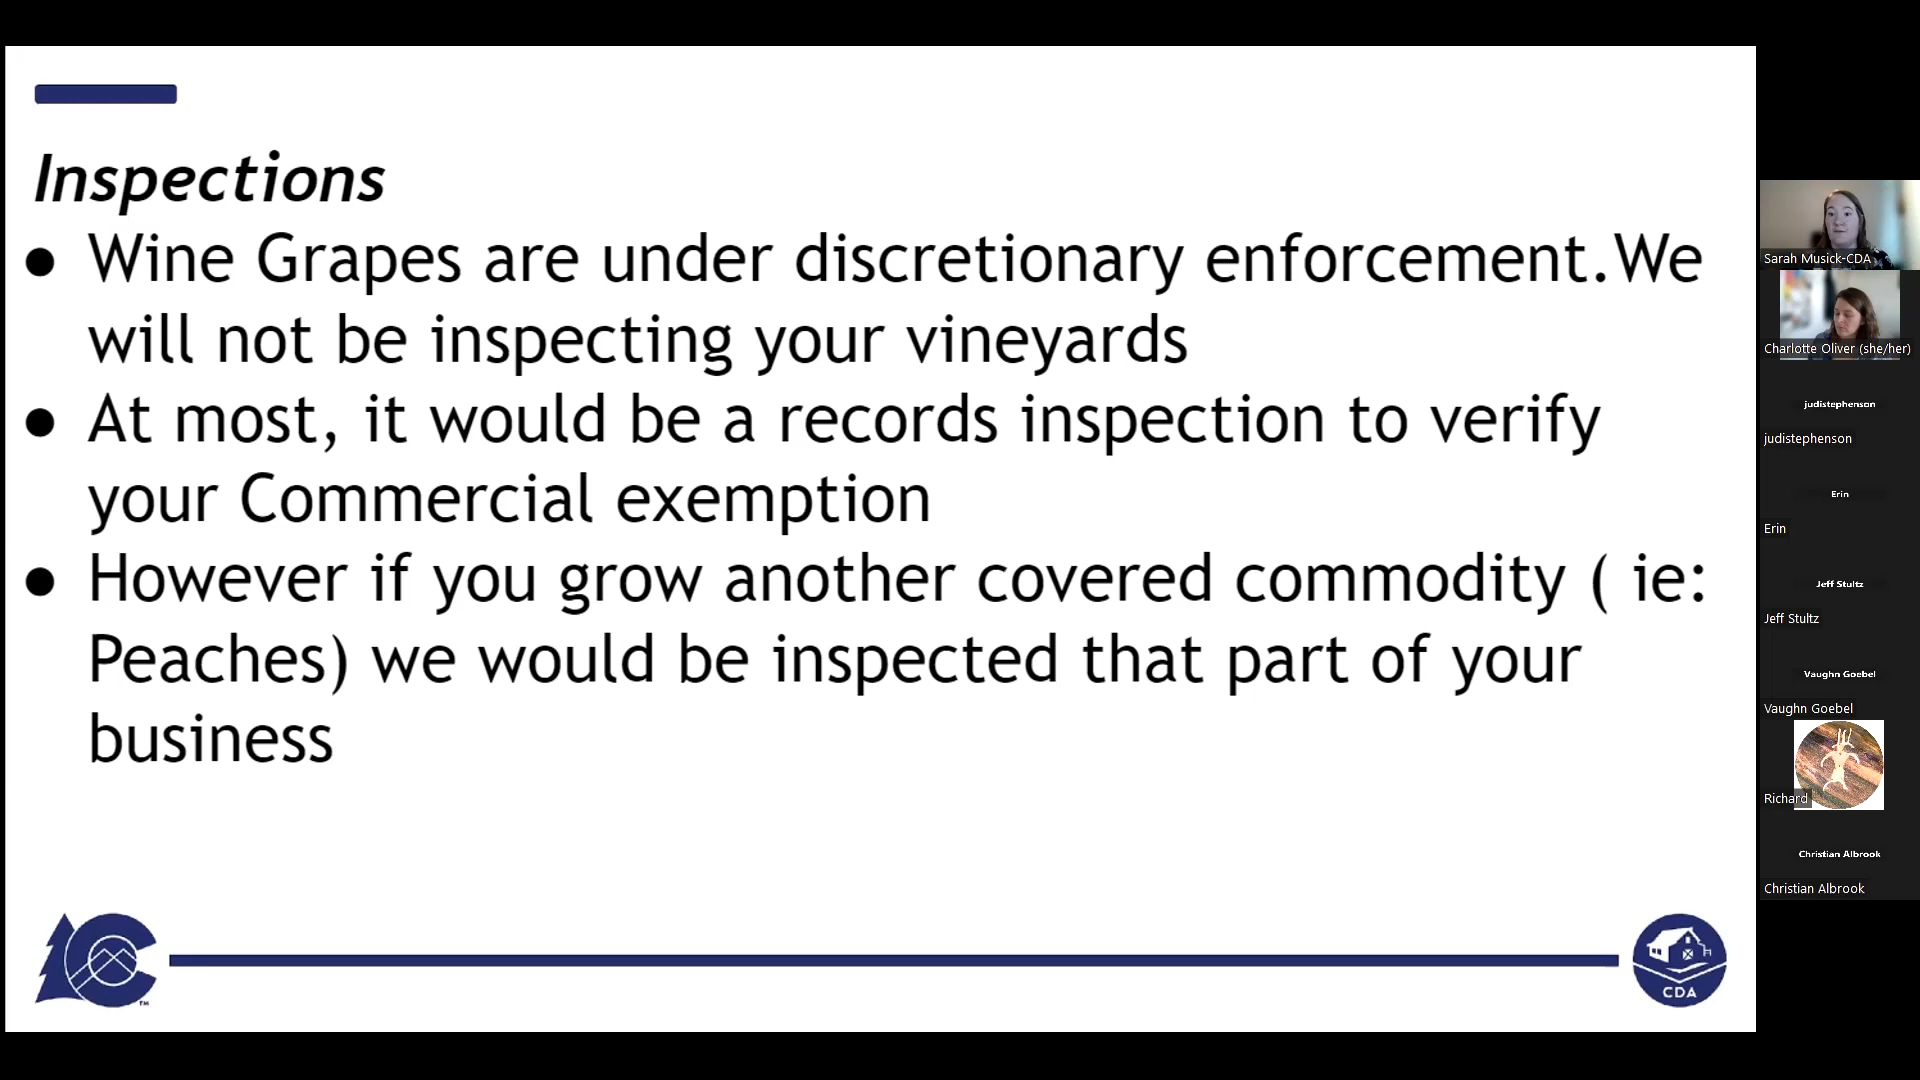 Inspections
● Wine Grapes are under discretionary enforcement.We
will not be inspecting your vineyards
● At most, it would be a records inspection to verify
your Commercial exemption
● However if you grow another covered commodity ( ie:
Peaches) we would be inspected that part of your
business
TM
CDA
Sarah Musick-CDA
Charlotte Oliver (she/her)
judistephenson
judistephenson
Erin
Erin
Jeff Stultz
Jeff Stultz
Vaughn Goebel
Vaughn Goebel
Richard
Christian Albrook
Christian Albrook